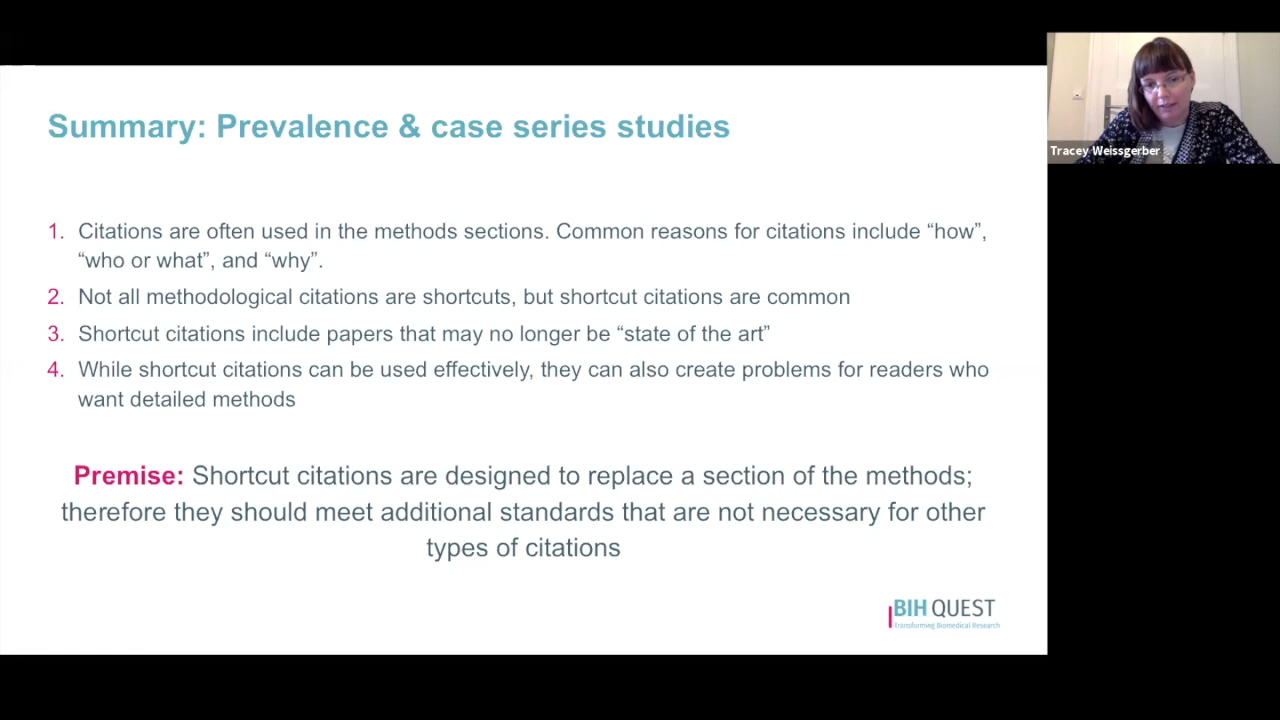 Summary: Prevalence & case series studies
Tracey Weissgerber
1. Citations are often used in the methods sections. Common reasons for citations include “how”,
“who or what”, and “why”.
2. Not all methodological citations are shortcuts, but shortcut citations are common
3. Shortcut citations include papers that may no longer be “state of the art”
4. While shortcut citations can be used effectively, they can also create problems for readers who
want detailed methods
Premise: Shortcut citations are designed to replace a section of the methods;
therefore they should meet additional standards that are not necessary for other
types of citations
BIH QUEST
Transforming Biomedical Research